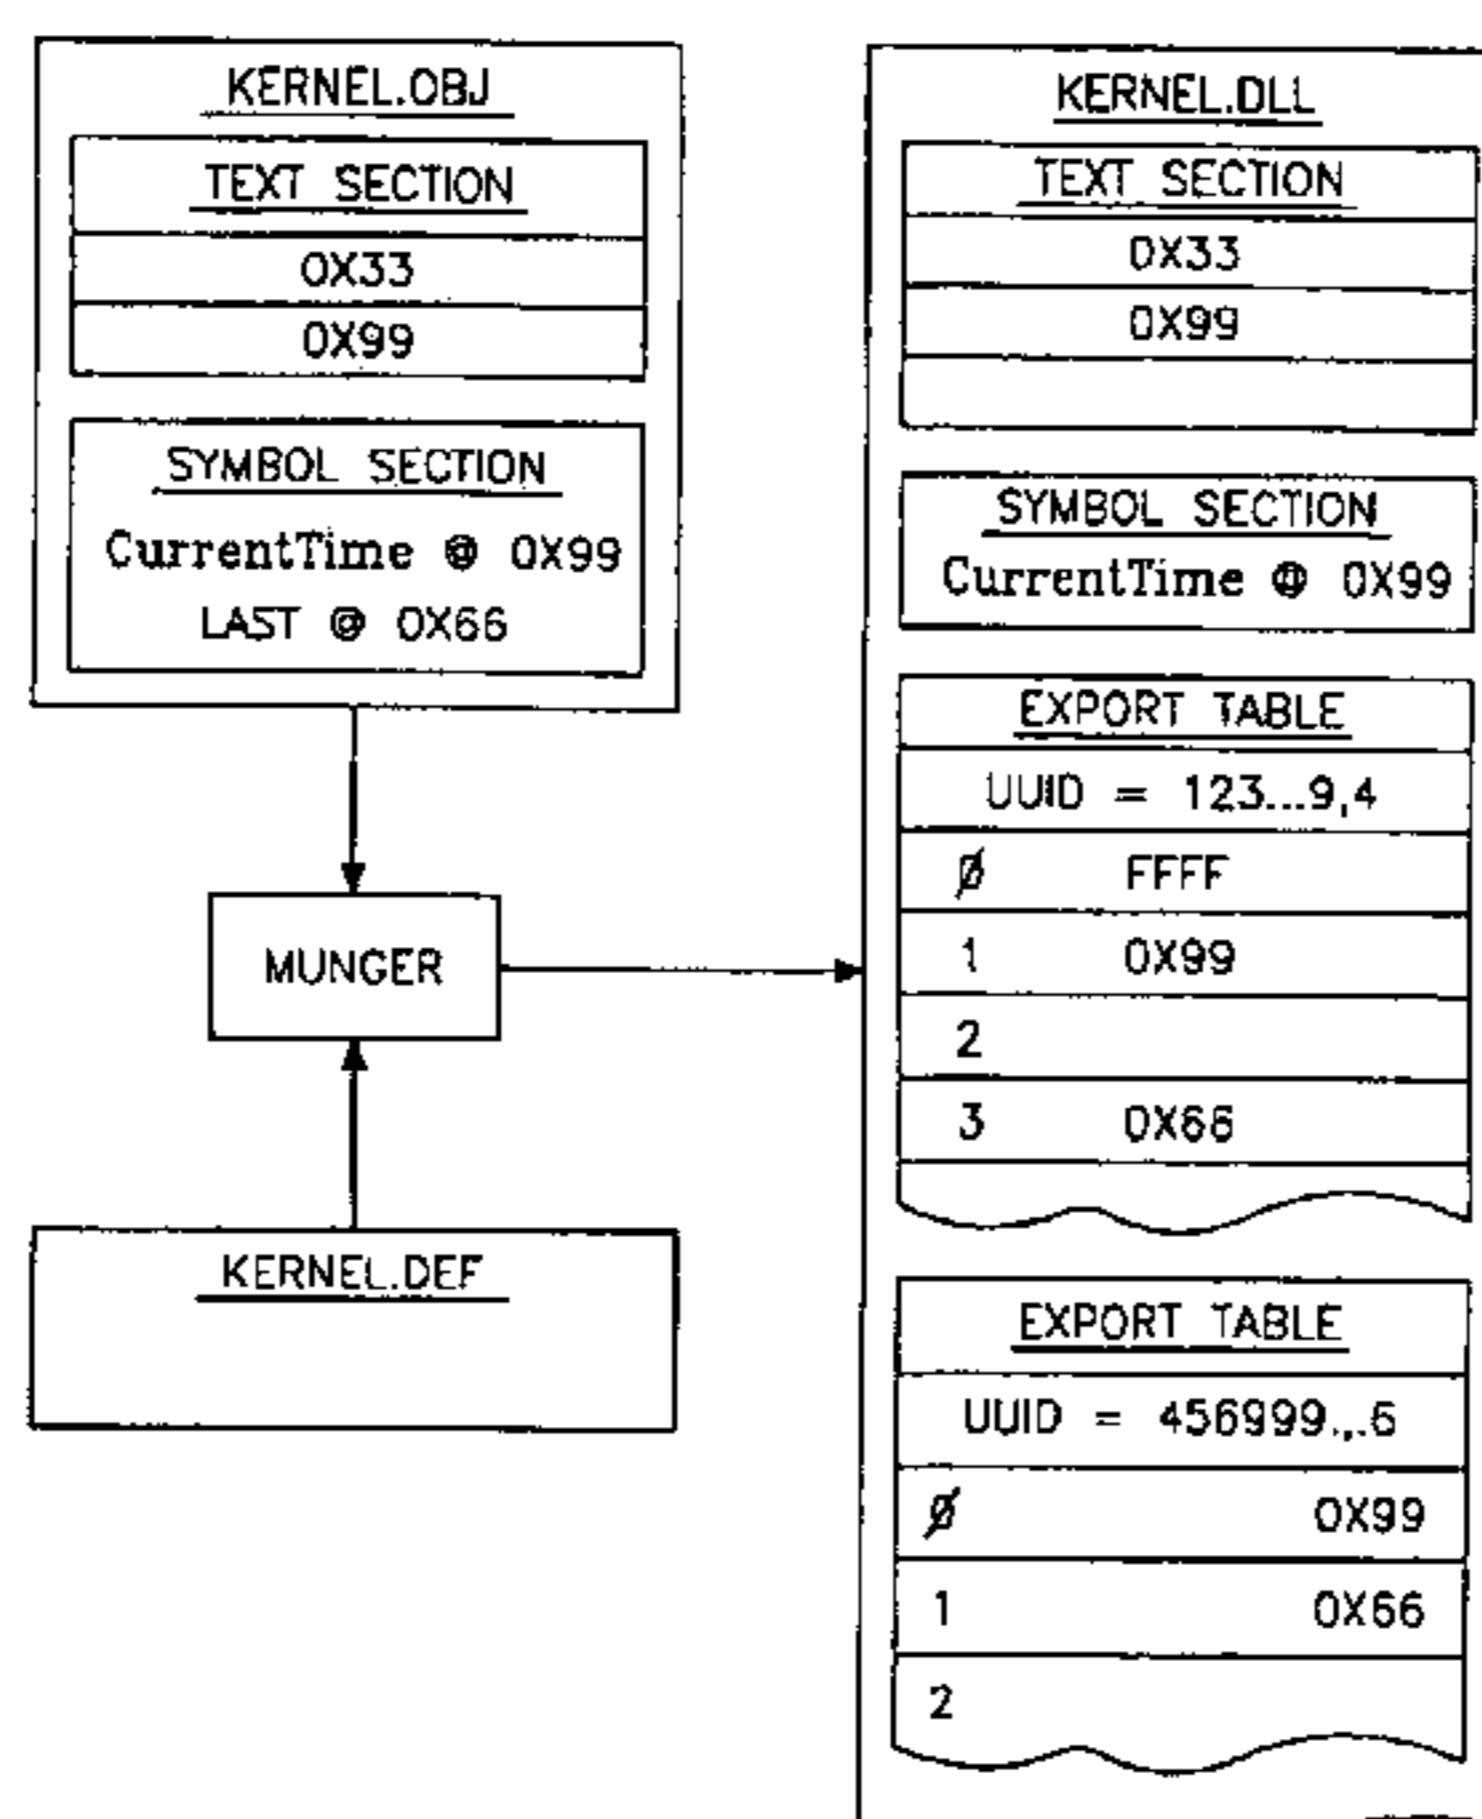 KERNEL.OBJ
TEXT SECTION
0X33
0X99
SYMBOL SECTION
CurrentTime @ 0X99
LAST @ 0X66
MUNGER
KERNEL.DEF
KERNEL.DLL
TEXT SECTION
0X33
0X99
SYMBOL SECTION
CurrentTime @ 0X99
EXPORT TABLE
UUID = 123...9,4
Ø FFFF
1 0X99
2
3 0X66
EXPORT TABLE
UUID = 456999...6
Ø 0X99
1 0X66
2